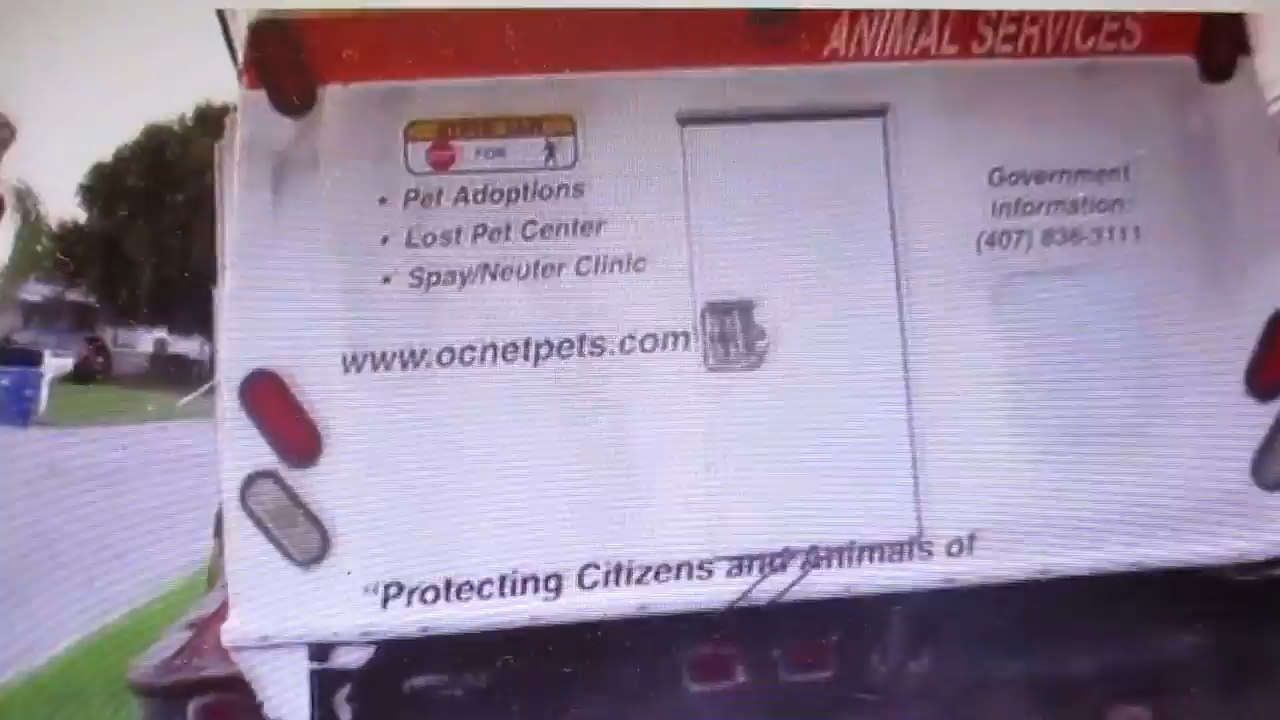 ANIMAL SERVICES
FOR
• Pet Adoptions
• Lost Pet Center
• Spay/Neuter Clinic
Government
Information:
(407) 836-3111
www.ocnetpets.com
"Protecting Citizens and Animals of